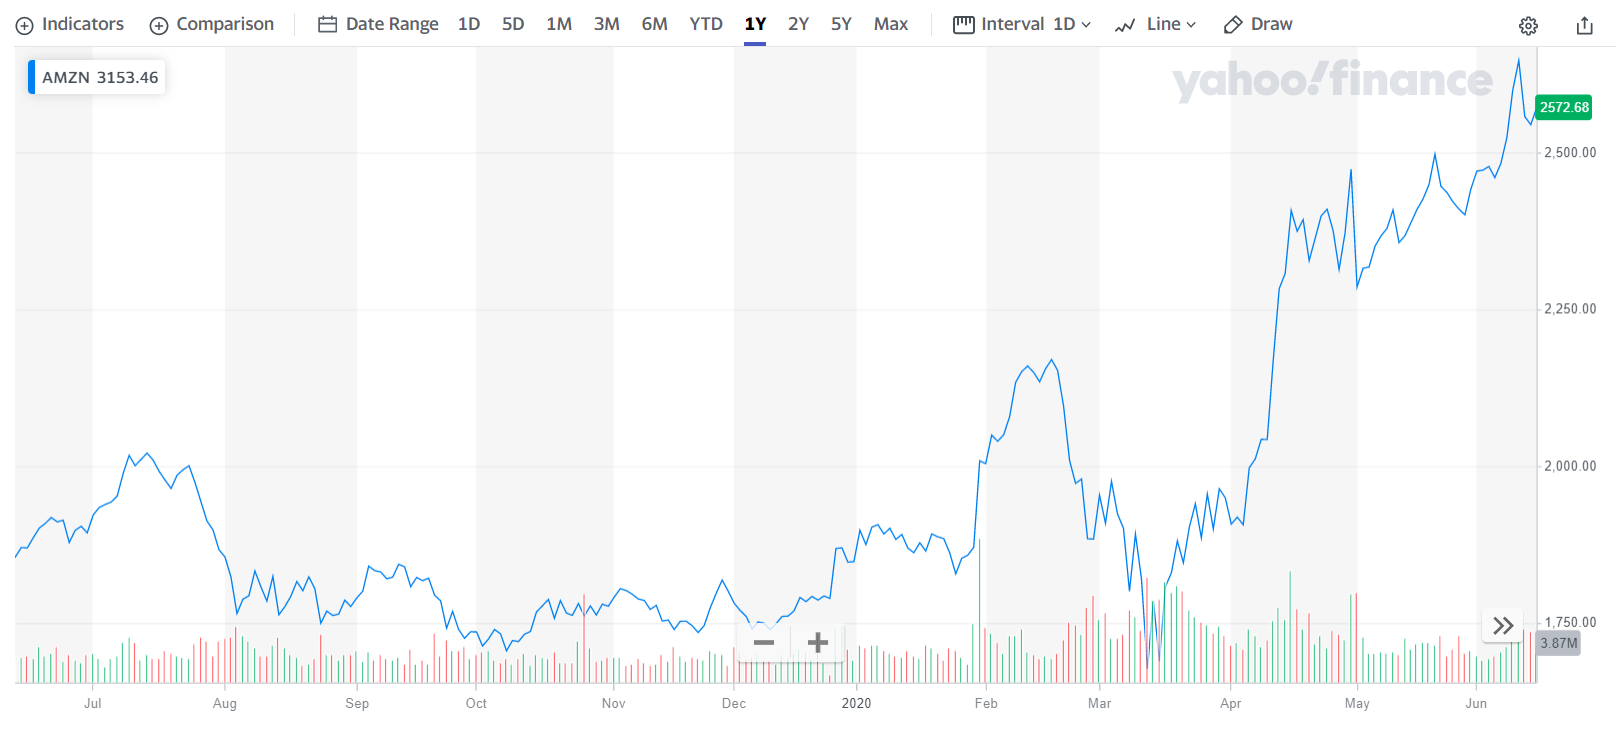 Indicators Comparison Date Range 1D 5D 1M 3M 6M YTD 1Y 2Y 5Y Max Interval 1D Line Draw
AMZN 3153.46
yahoo!finance
2572.68
2,500.00
2,250.00
2,000.00
1,750.00
3.87M
Jul Aug Sep Oct Nov Dec 2020 Feb Mar Apr May Jun